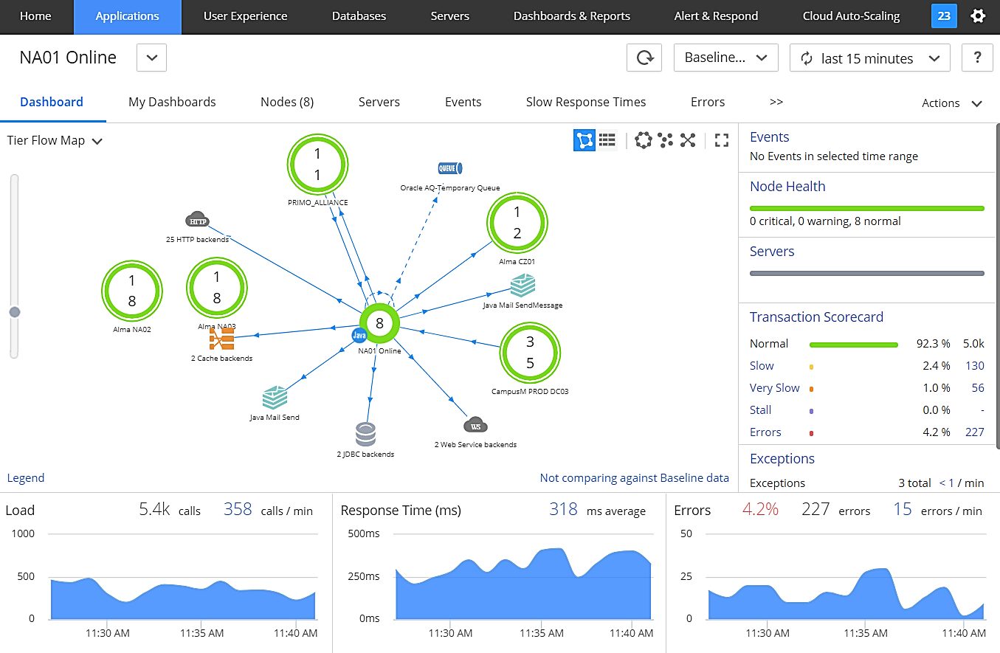 Home Applications User Experience Databases Servers Dashboards & Reports Alert & Respond Cloud Auto-Scaling 23
NA01 Online Baseline... last 15 minutes ?
Dashboard My Dashboards Nodes (8) Servers Events Slow Response Times Errors >> Actions
Tier Flow Map
1
1
PRIMO_ALLIANCE
QUEUE
Oracle AQ-Temporary Queue
HTTP
25 HTTP backends
1
2
Alma CZ01
1
8
Alma NA02
1
8
Alma NA03
Java Mail SendMessage
8
Java
NA01 Online
2 Cache backends
3
5
CampusM PROD DC03
Java Mail Send
2 JDBC backends
WS
2 Web Service backends
Legend
Not comparing against Baseline data
Events
No Events in selected time range
Node Health
0 critical, 0 warning, 8 normal
Servers
Transaction Scorecard
Normal 92.3 % 5.0k
Slow 2.4 % 130
Very Slow 1.0 % 56
Stall 0.0 % -
Errors 4.2 % 227
Exceptions
Exceptions 3 total < 1 / min
Load 5.4k calls 358 calls / min
1000
500
0
11:30 AM 11:35 AM 11:40 AM
Response Time (ms) 318 ms average
500ms
250ms
0ms
11:30 AM 11:35 AM 11:40 AM
Errors 4.2% 227 errors 15 errors / min
50
25
0
11:30 AM 11:35 AM 11:40 AM